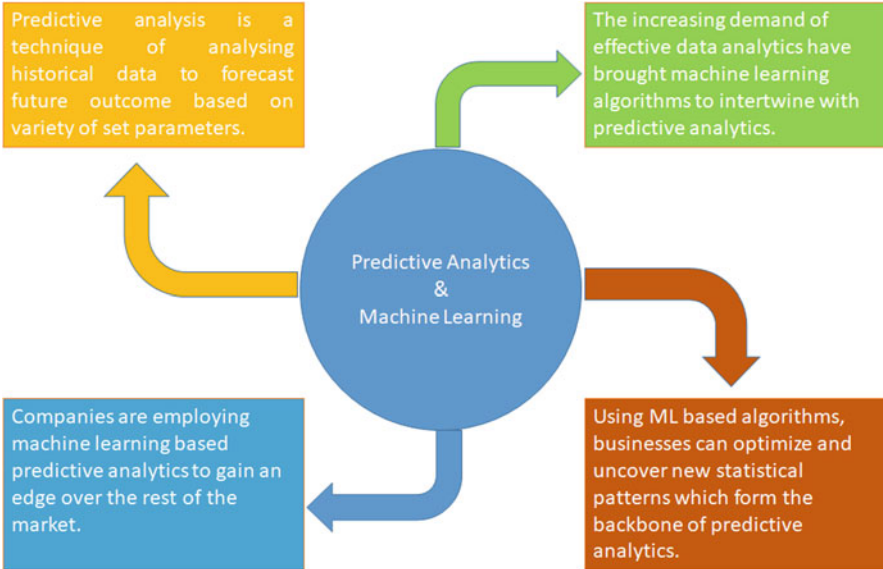 Predictive analysis is a
technique of analysing
historical data to forecast
future outcome based on
variety of set parameters.
The increasing demand of
effective data analytics have
brought machine learning
algorithms to intertwine with
predictive analytics.
Predictive Analytics
&
Machine Learning
Companies are employing
machine learning based
predictive analytics to gain an
edge over the rest of the
market.
Using ML based algorithms,
businesses can optimize and
uncover new statistical
patterns which form the
backbone of predictive
analytics.